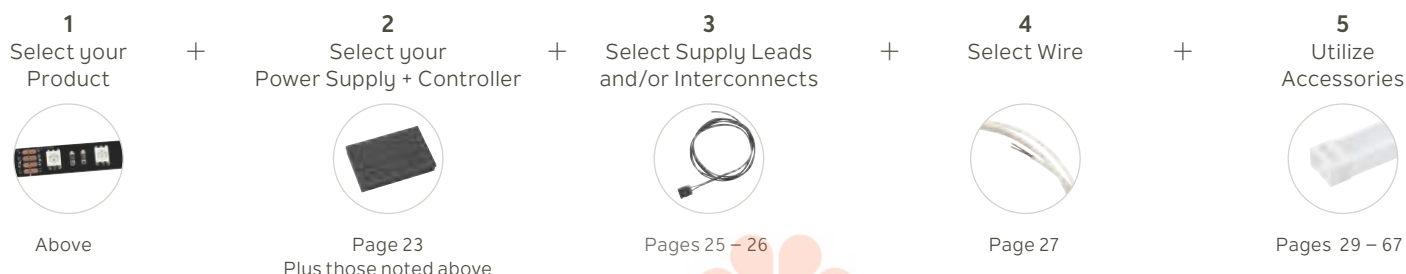 1
Select your
Product
+
2
Select your
Power Supply + Controller
+
3
Select Supply Leads
and/or Interconnects
+
4
Select Wire
+
5
Utilize
Accessories
Above
Page 23
Plus those noted above
Pages 25 – 26
Page 27
Pages 29 – 67